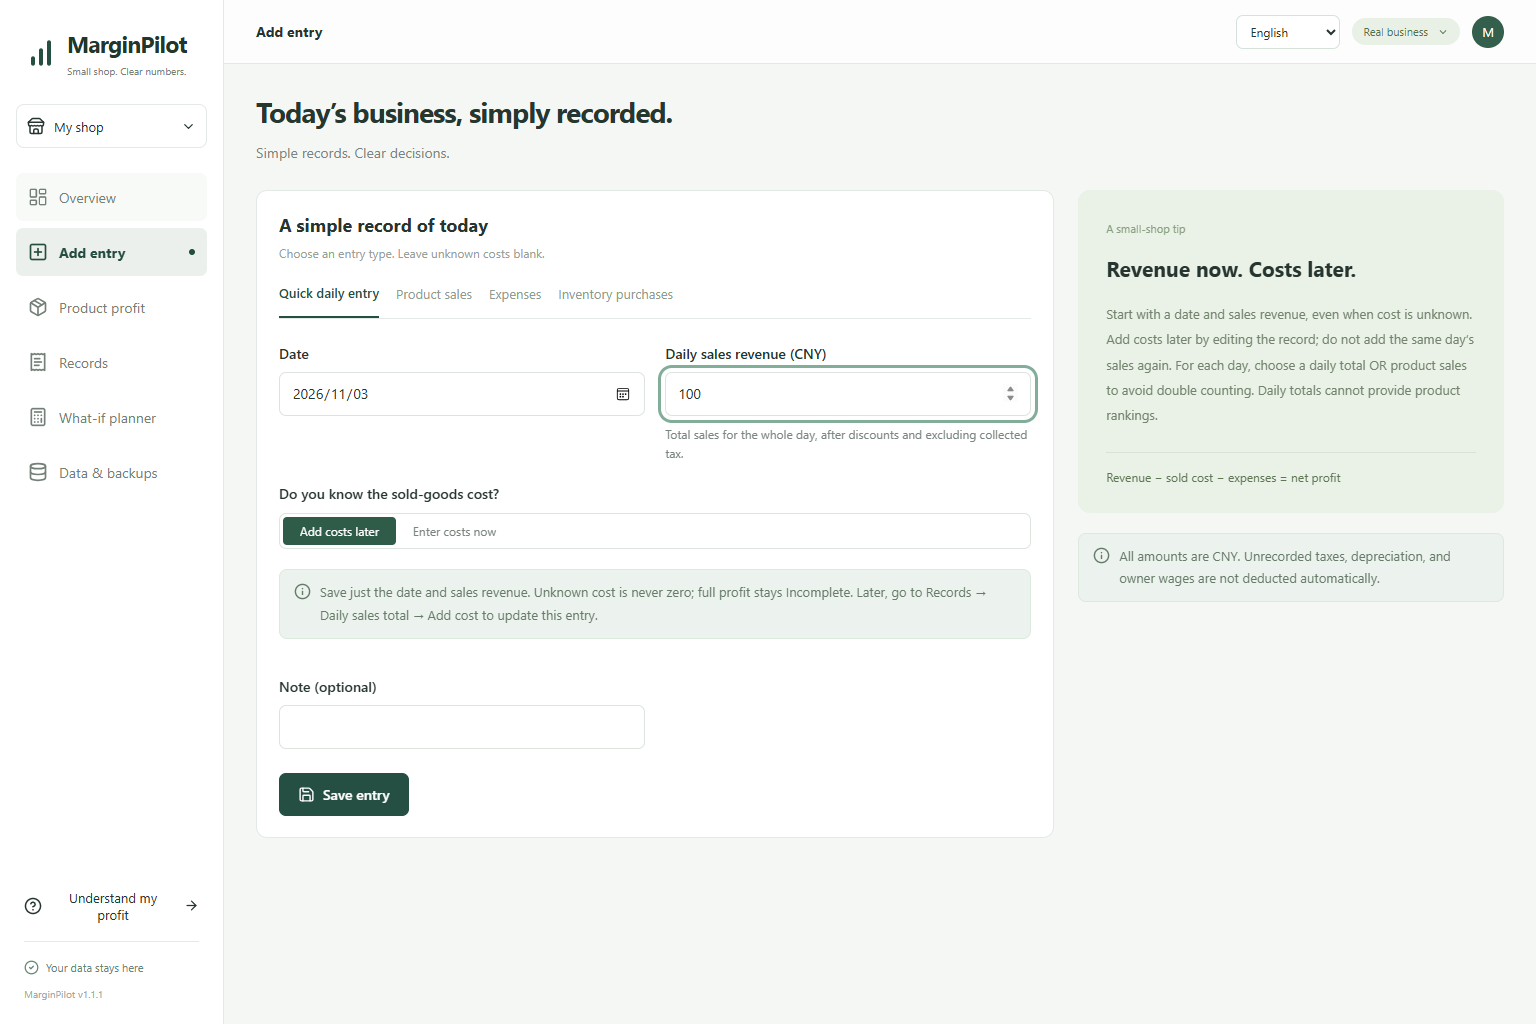 MarginPilot
Small shop. Clear numbers.
My shop
Overview
Add entry
Product profit
Records
What-if planner
Data & backups
Understand my
profit
Your data stays here
MarginPilot v1.1.1
Add entry
English
Real business
M
Today’s business, simply recorded.
Simple records. Clear decisions.
A simple record of today
Choose an entry type. Leave unknown costs blank.
Quick daily entry
Product sales
Expenses
Inventory purchases
Date
2026/11/03
Daily sales revenue (CNY)
100
Total sales for the whole day, after discounts and excluding collected
tax.
Do you know the sold-goods cost?
Add costs later
Enter costs now
Save just the date and sales revenue. Unknown cost is never zero; full profit stays Incomplete. Later, go to Records →
Daily sales total → Add cost to update this entry.
Note (optional)
Save entry
A small-shop tip
Revenue now. Costs later.
Start with a date and sales revenue, even when cost is unknown.
Add costs later by editing the record; do not add the same day’s
sales again. For each day, choose a daily total OR product sales
to avoid double counting. Daily totals cannot provide product
rankings.
Revenue − sold cost − expenses = net profit
All amounts are CNY. Unrecorded taxes, depreciation, and
owner wages are not deducted automatically.